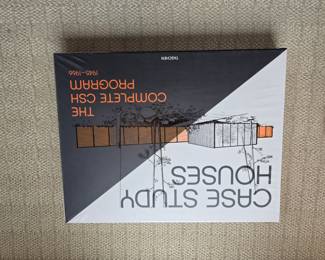 CASE STUDY
HOUSES
THE
COMPLETE CSH
PROGRAM
1945–1966
TASCHEN